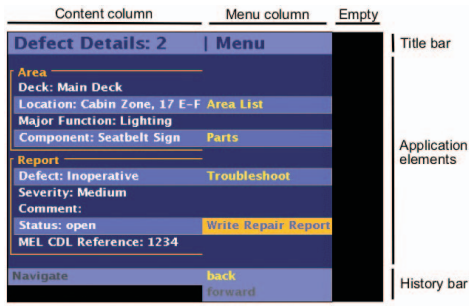 Content column Menu column Empty
Defect Details: 2 | Menu
Title bar
Area
Deck: Main Deck
Location: Cabin Zone, 17 E-F Area List
Major Function: Lighting
Component: Seatbelt Sign Parts
Application
elements
Report
Defect: Inoperative Troubleshoot
Severity: Medium
Comment:
Status: open Write Repair Report
MEL CDL Reference: 1234
Navigate back
History bar
forward